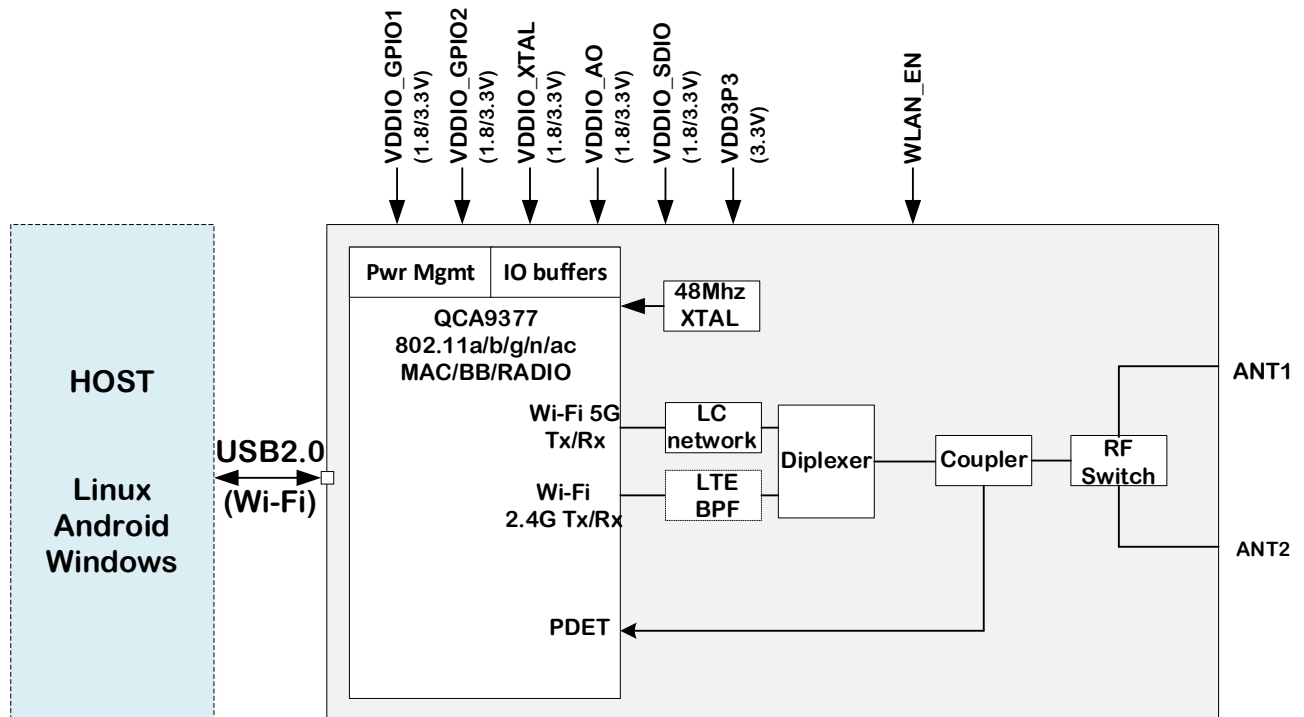 VDDIO_GPIO1
(1.8/3.3V)
VDDIO_GPIO2
(1.8/3.3V)
VDDIO_XTAL
(1.8/3.3V)
VDDIO_AO
(1.8/3.3V)
VDDIO_SDIO
(1.8/3.3V)
VDD3P3
(3.3V)
WLAN_EN
HOST
Linux
Android
Windows
USB2.0
(Wi-Fi)
Pwr Mgmt
IO buffers
QCA9377
802.11a/b/g/n/ac
MAC/BB/RADIO
48Mhz
XTAL
Wi-Fi 5G
Tx/Rx
LC
network
Wi-Fi
2.4G Tx/Rx
LTE
BPF
Diplexer
Coupler
RF
Switch
ANT1
ANT2
PDET